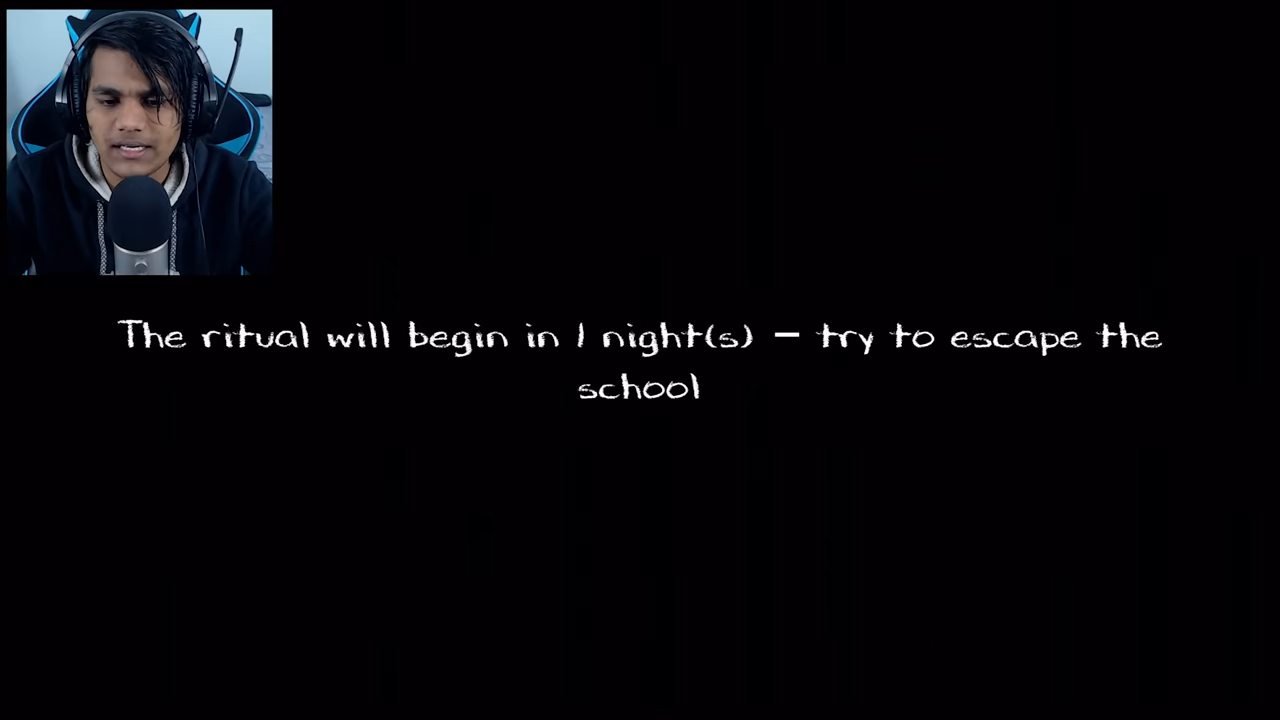 The ritual will begin in 1 night(s) - try to escape the
school